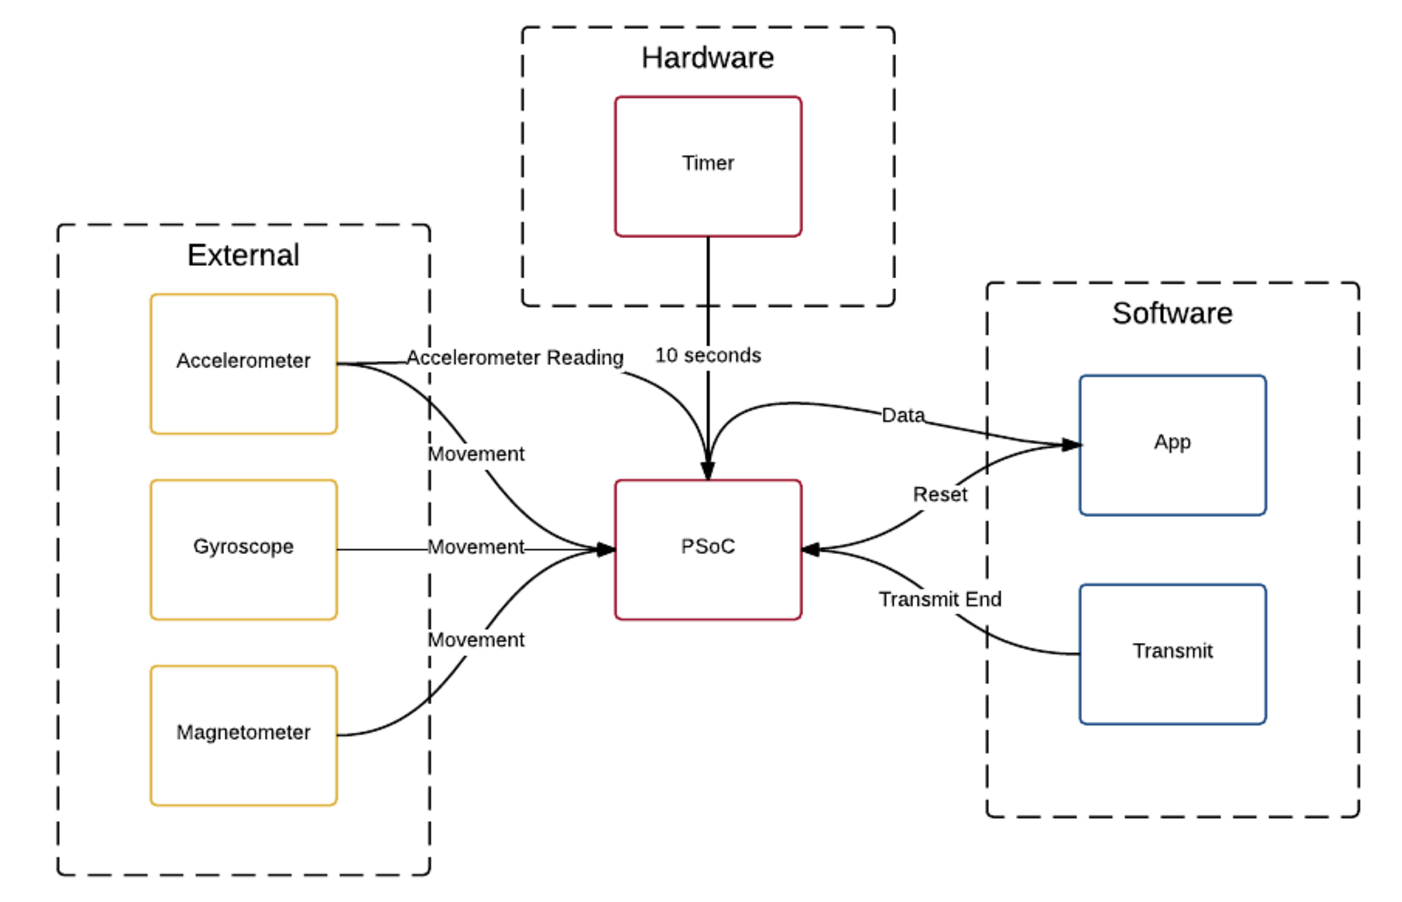 Hardware
Timer
External
Accelerometer
Accelerometer Reading
10 seconds
Software
Data
App
Movement
Reset
Gyroscope
Movement
PSoC
Transmit End
Movement
Transmit
Magnetometer